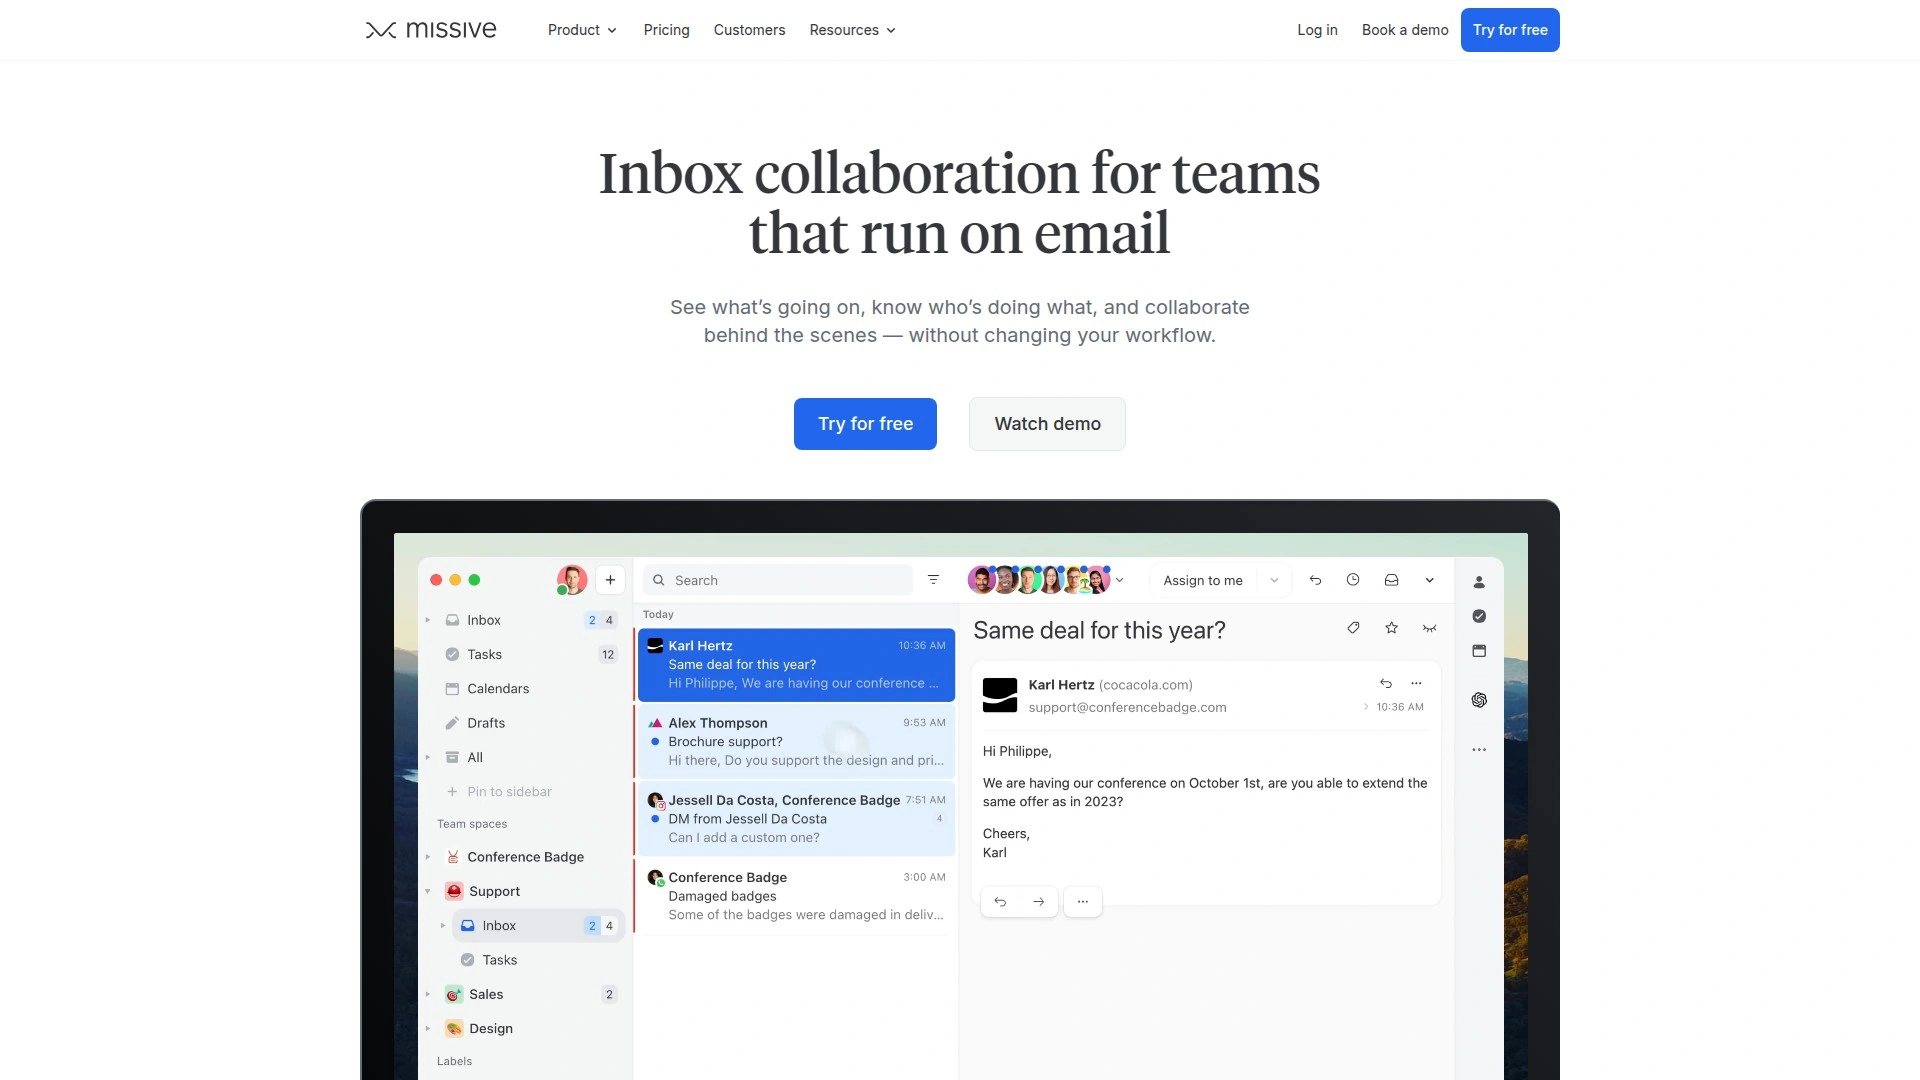 missive
Product
Pricing
Customers
Resources
Log in
Book a demo
Try for free
Inbox collaboration for teams
that run on email
See what’s going on, know who’s doing what, and collaborate
behind the scenes — without changing your workflow.
Try for free
Watch demo
Inbox 2 4
Tasks 12
Calendars
Drafts
All
Pin to sidebar
Team spaces
Conference Badge
Support
Inbox 2 4
Tasks
Sales 2
Design
Labels
Search
Today
Karl Hertz 10:36 AM
Same deal for this year?
Hi Philippe, We are having our conference ...
Alex Thompson 9:53 AM
Brochure support?
Hi there, Do you support the design and pri...
Jessell Da Costa, Conference Badge 7:51 AM
DM from Jessell Da Costa 4
Can I add a custom one?
Conference Badge 3:00 AM
Damaged badges
Some of the badges were damaged in deliv...
Assign to me
Same deal for this year?
Karl Hertz (cocacola.com)
support@conferencebadge.com 10:36 AM
Hi Philippe,
We are having our conference on October 1st, are you able to extend the
same offer as in 2023?
Cheers,
Karl